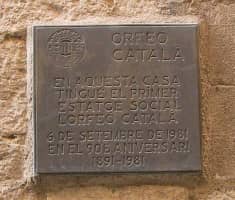 ORFEÓ
CATALÀ
EN AQUESTA CASA
TINGUÉ EL PRIMER
ESTATGE SOCIAL
L'ORFEÓ CATALÀ
6 DE SETEMBRE DE 1981
EN EL 90è ANIVERSARI
1891-1981